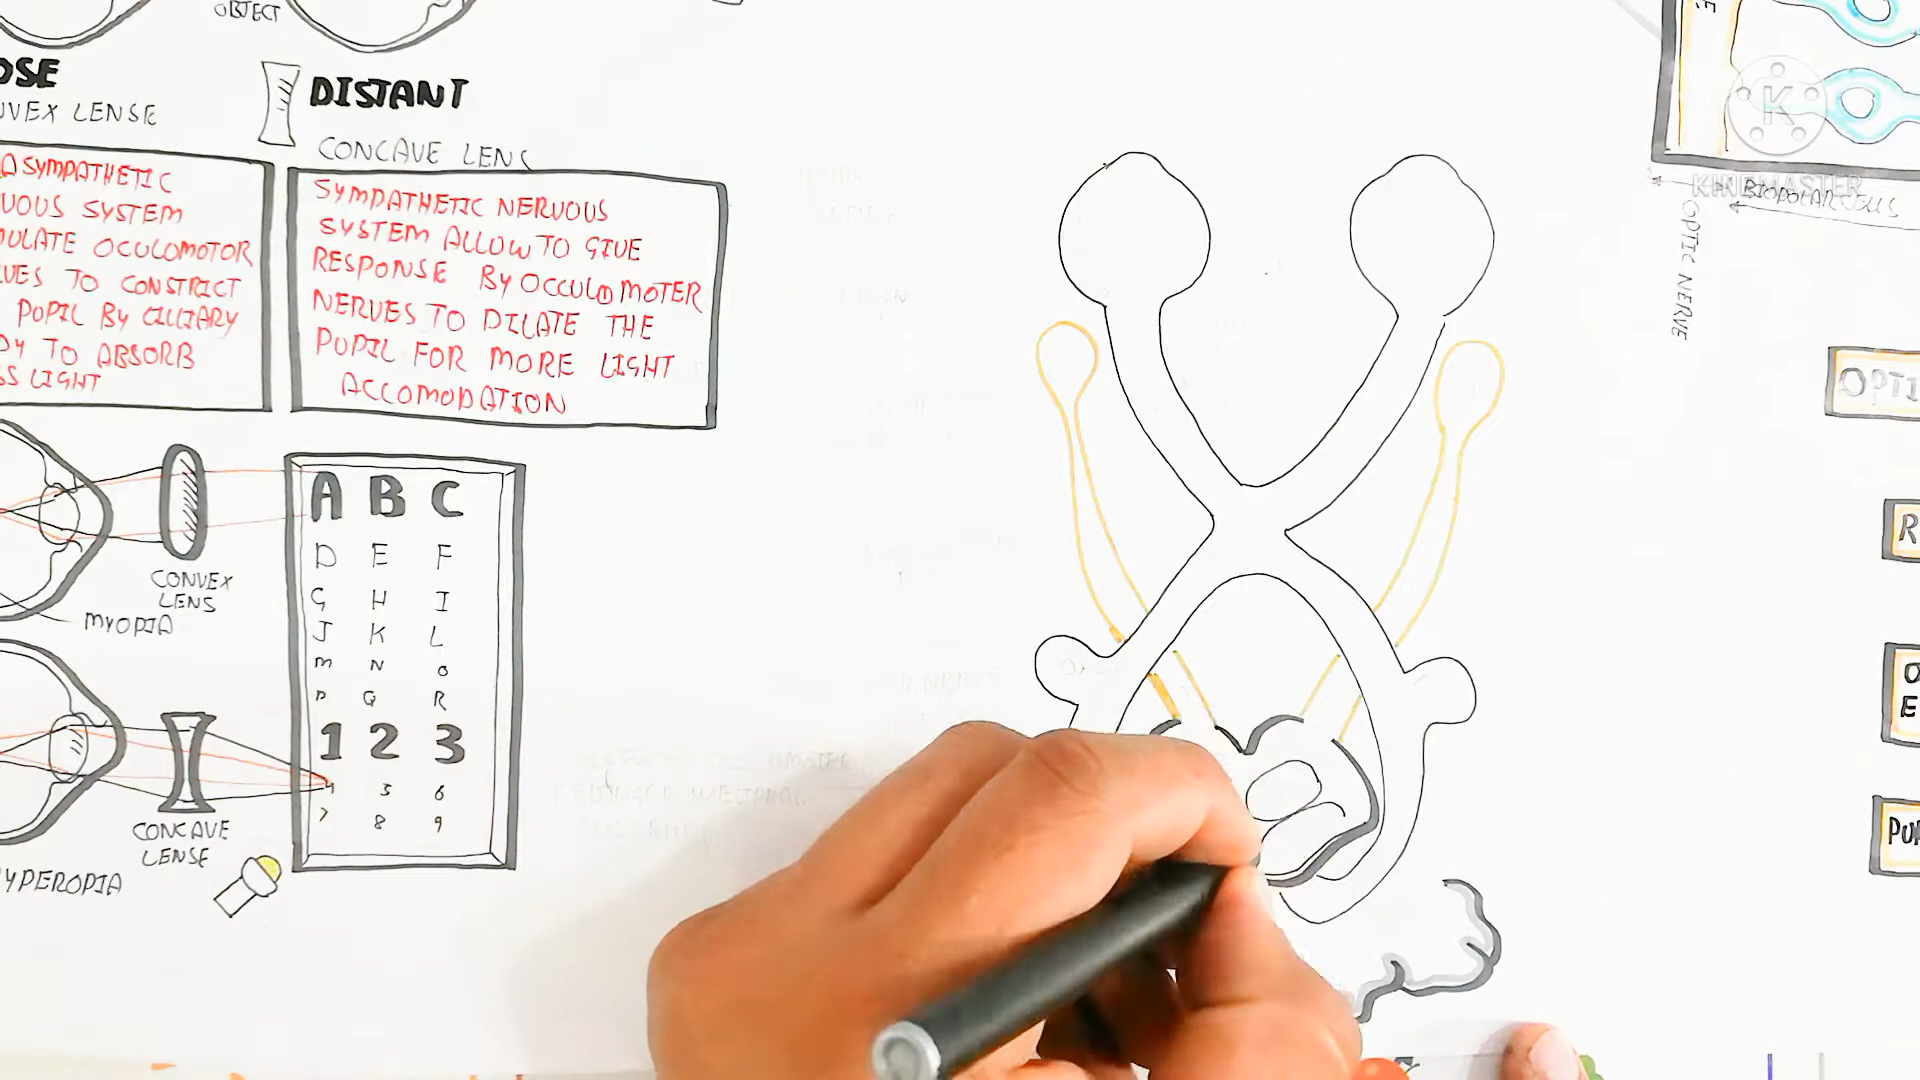 OBJECT
OSE
NVEX LENSE
DISTANT
CONCAVE LENS
ASYMPATHETIC
VOUS SYSTEM
MULATE OCULOMOTOR
VES TO CONSTRICT
PUPIL BY CILIARY
DY TO ABSORB
SS LIGHT
SYMPATHETIC NERVOUS
SYSTEM ALLOW TO GIVE
RESPONSE BY OCCULOMOTER
NERVES TO DILATE THE
PUPIL FOR MORE LIGHT
ACCOMODATION
CONVEX
LENS
MYOPIA
A B C
D E F
G H I
J K L
M N O
P Q R
1 2 3
4 5 6
7 8 9
CONCAVE
LENSE
HYPEROPIA
K
KINEMASTER
BIOPOLAR CELLS
OPTIC NERVE
OPTI
R
O
E
PU